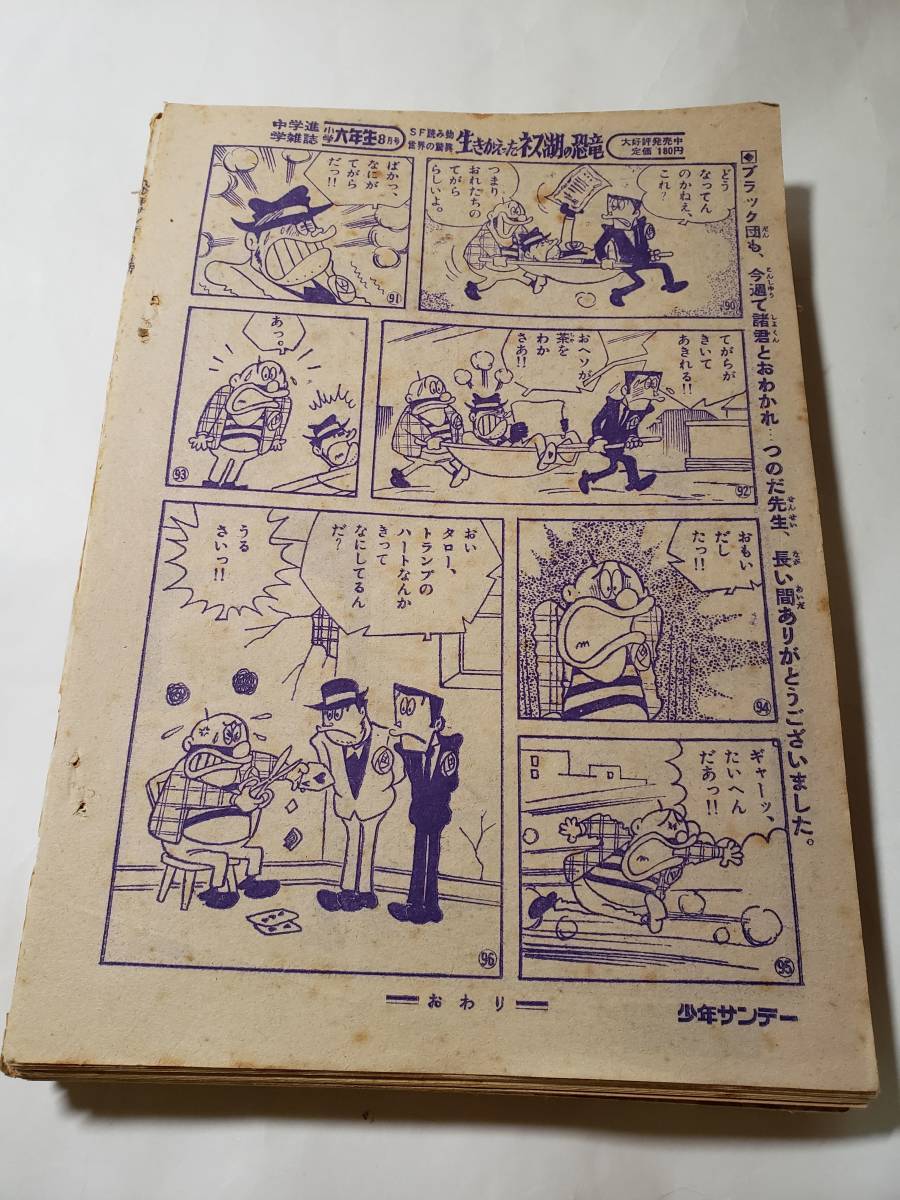 中学進
学雑誌
小学六年生8月号
SF読み物
世界の驚異
生きかえったネス湖の恐竜
大好評発売中
定価180円
ブラック団も、今週で諸君とおわかれ…つのだ先生、長い間ありがとうございました。
どう
なってん
のかねえ、
これ?
つまり
おれたちの
てがら
らしいよ。
90
ばかっ、
なにが
てがら
だっ!!
91
てがらが
きいて
あきれる!!
おヘソが
茶を
わか
さあ!!
92
あっ。
93
おもい
だし
たっ!!
94
ギャーッ、
たいへん
だあっ!!
95
おい
タロー、
トランプの
ハートなんか
きって
なにしてるん
だ?
うる
さいっ!!
96
おわり
少年サンデー